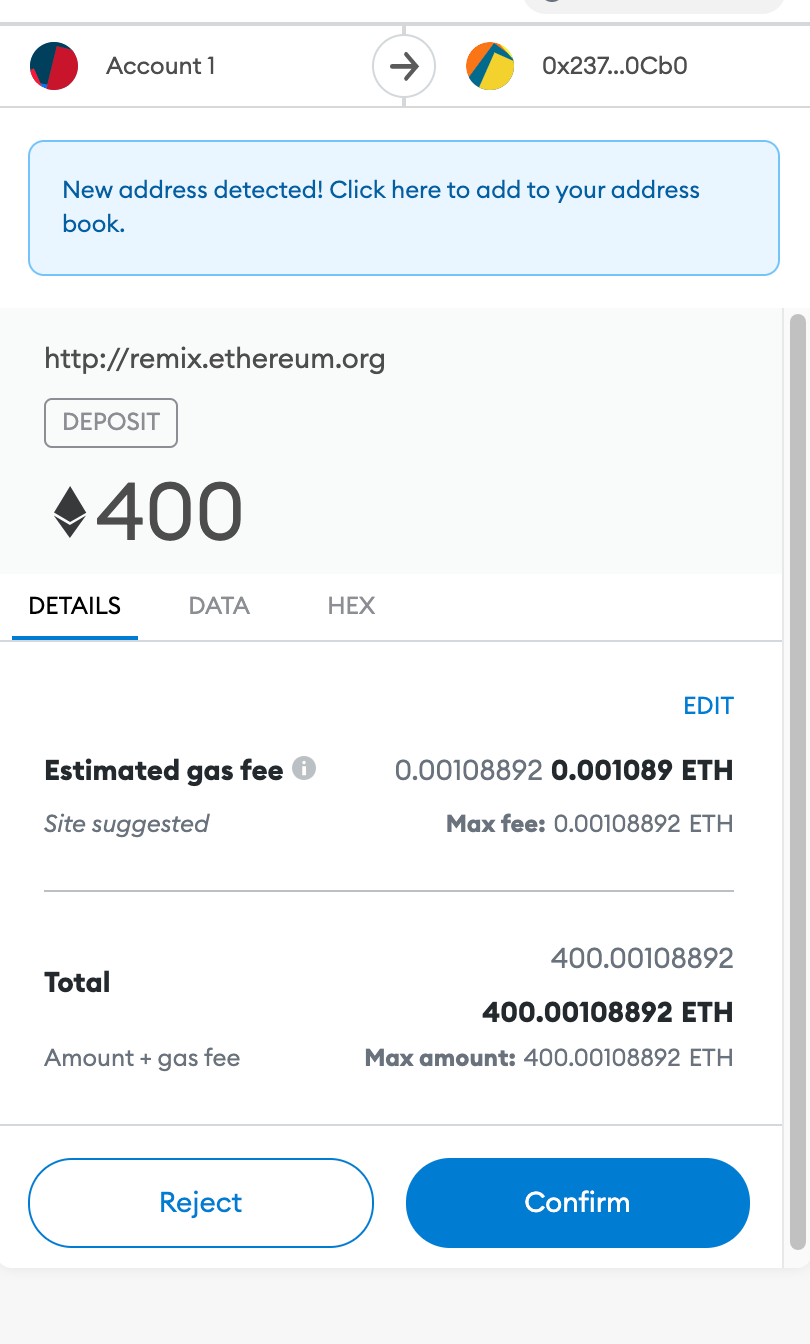 Account 1
0x237...0Cb0
New address detected! Click here to add to your address
book.
http://remix.ethereum.org
DEPOSIT
400
DETAILS DATA HEX
EDIT
Estimated gas fee 0.00108892 0.001089 ETH
Site suggested Max fee: 0.00108892 ETH
400.00108892
Total
400.00108892 ETH
Amount + gas fee Max amount: 400.00108892 ETH
Reject Confirm